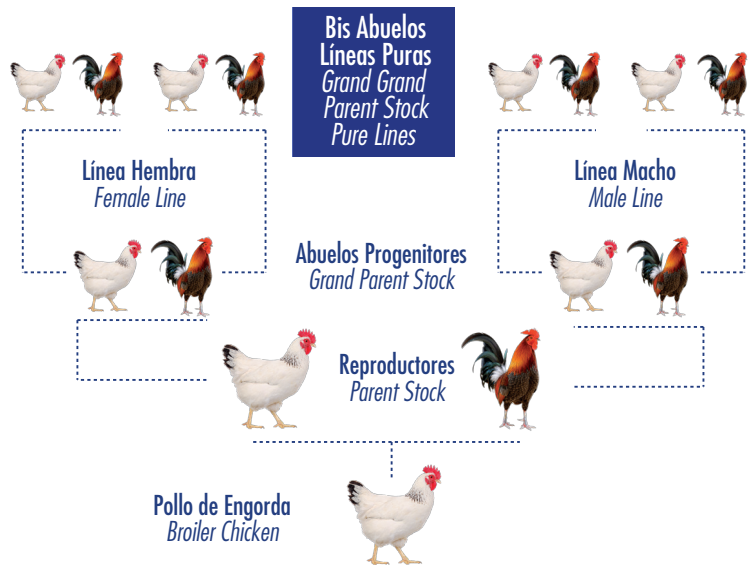 Bis Abuelos
Líneas Puras
Grand Grand
Parent Stock
Pure Lines
Línea Hembra
Female Line
Línea Macho
Male Line
Abuelos Progenitores
Grand Parent Stock
Reproductores
Parent Stock
Pollo de Engorda
Broiler Chicken